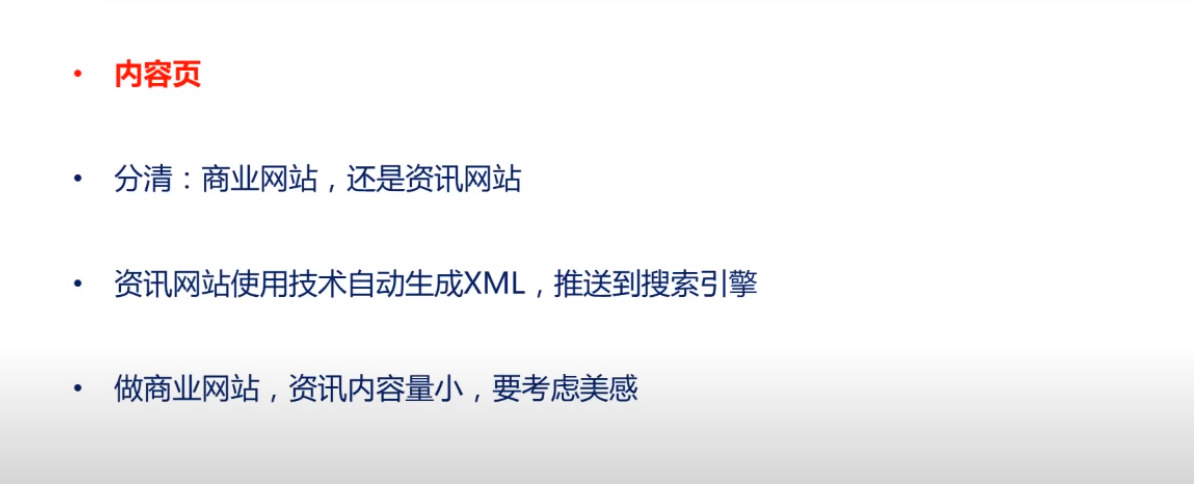 • 内容页
• 分清：商业网站，还是资讯网站
• 资讯网站使用技术自动生成XML，推送到搜索引擎
• 做商业网站，资讯内容量小，要考虑美感